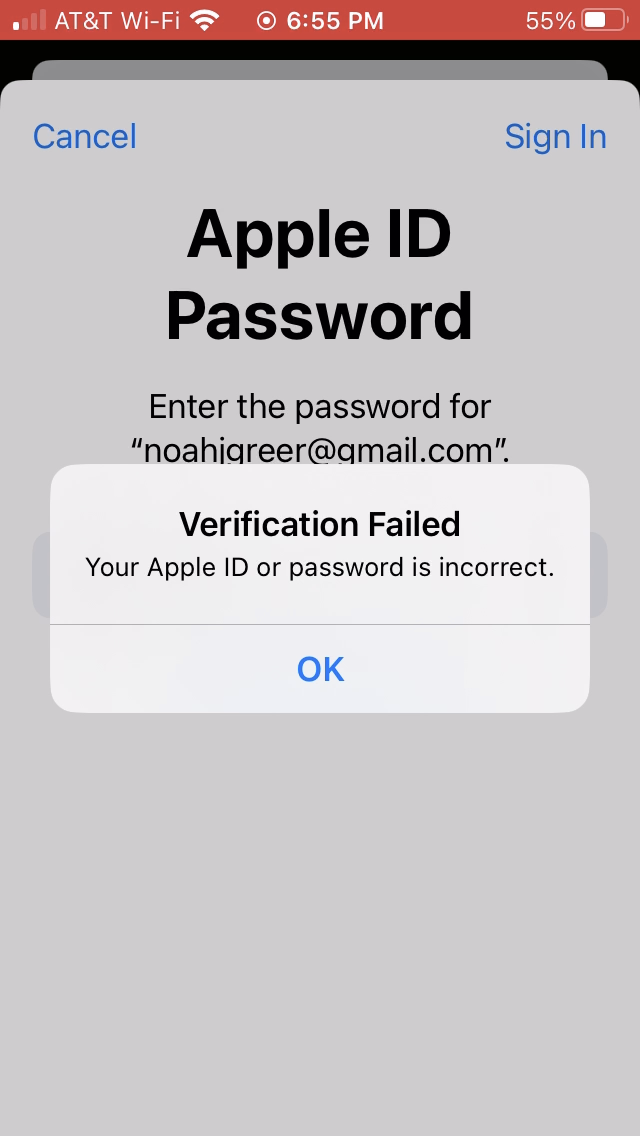 AT&T Wi-Fi 6:55 PM 55%
Cancel Sign In
Apple ID
Password
Enter the password for
“noahjgreer@gmail.com”.
Verification Failed
Your Apple ID or password is incorrect.
OK